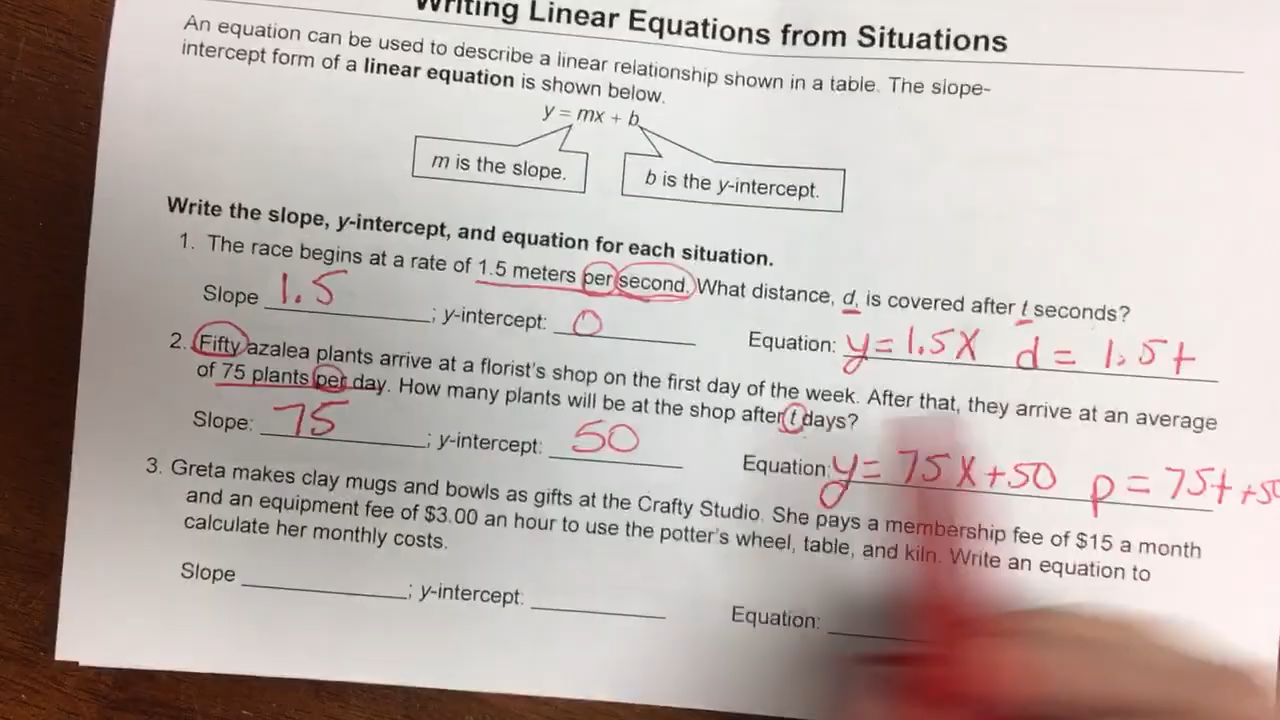 Writing Linear Equations from Situations
An equation can be used to describe a linear relationship shown in a table. The slope-
intercept form of a linear equation is shown below.
y = mx + b
m is the slope.
b is the y-intercept.
Write the slope, y-intercept, and equation for each situation.
1. The race begins at a rate of 1.5 meters per second. What distance, d, is covered after t seconds?
Slope 1.5 ; y-intercept: 0 Equation: y = 1.5x d = 1.5t
2. Fifty azalea plants arrive at a florist's shop on the first day of the week. After that, they arrive at an average
of 75 plants per day. How many plants will be at the shop after t days?
Slope: 75 ; y-intercept: 50 Equation: y = 75x+50 p = 75t+50
3. Greta makes clay mugs and bowls as gifts at the Crafty Studio. She pays a membership fee of $15 a month
and an equipment fee of $3.00 an hour to use the potter's wheel, table, and kiln. Write an equation to
calculate her monthly costs.
Slope ; y-intercept: Equation: